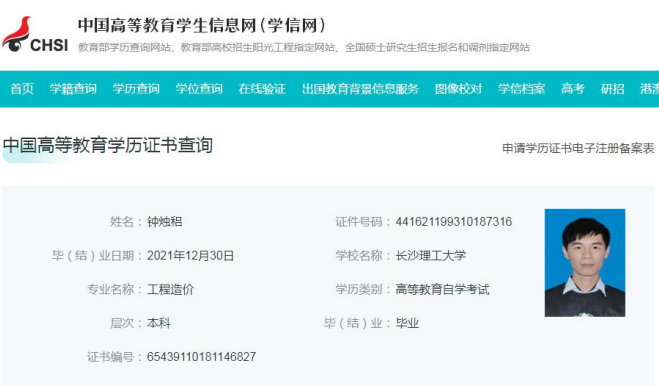 中国高等教育学生信息网(学信网)
CHSI 教育部学历查询网站、教育部高校招生阳光工程指定网站、全国硕士研究生招生报名和调剂指定网站
首页 学籍查询 学历查询 学位查询 在线验证 出国教育背景信息服务 图像校对 学信档案 高考 研招 港澳
中国高等教育学历证书查询 申请学历证书电子注册备案表
姓名:钟烛稆 证件号码:441621199310187316
毕(结)业日期:2021年12月30日 学校名称:长沙理工大学
专业名称:工程造价 学历类别:高等教育自学考试
层次:本科 毕(结)业:毕业
证书编号:65439110181146827